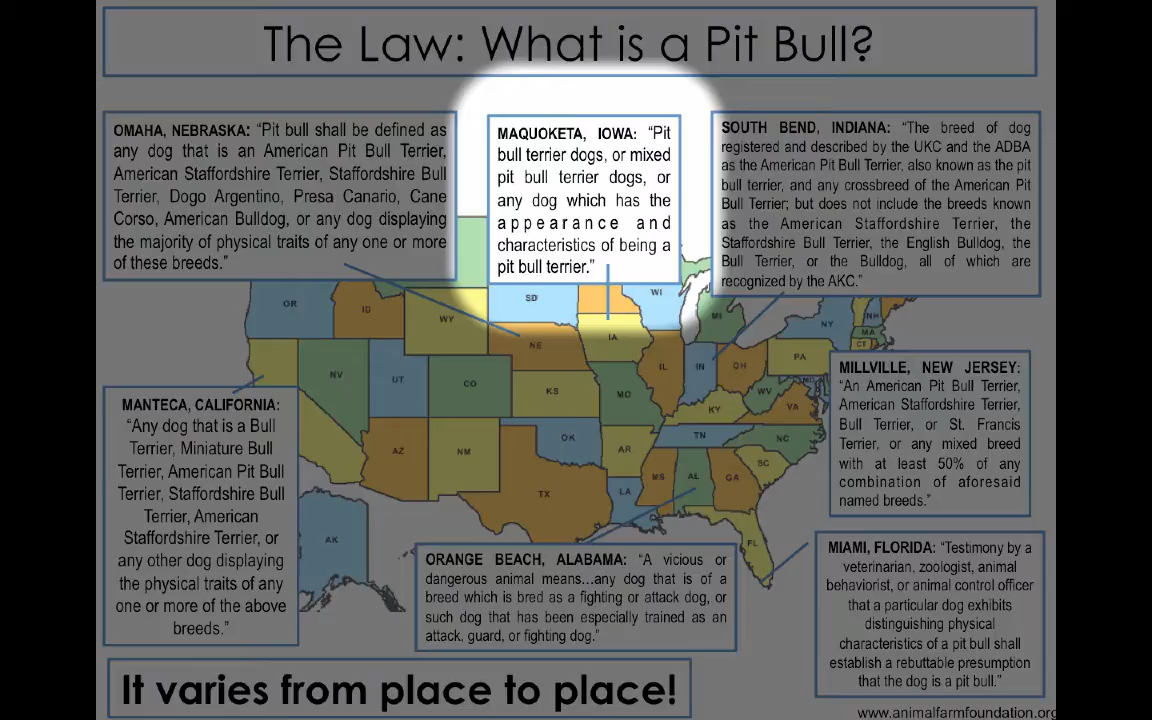 The Law: What is a Pit Bull?
OMAHA, NEBRASKA: “Pit bull shall be defined as
any dog that is an American Pit Bull Terrier,
American Staffordshire Terrier, Staffordshire Bull
Terrier, Dogo Argentino, Presa Canario, Cane
Corso, American Bulldog, or any dog displaying
the majority of physical traits of any one or more
of these breeds.”
MAQUOKETA, IOWA: “Pit
bull terrier dogs, or mixed
pit bull terrier dogs, or
any dog which has the
appearance and
characteristics of being a
pit bull terrier.”
SOUTH BEND, INDIANA: “The breed of dog
registered and described by the UKC and the ADBA
as the American Pit Bull Terrier, also known as the pit
bull terrier, and any crossbreed of the American Pit
Bull Terrier; but does not include the breeds known
as the American Staffordshire Terrier, the
Staffordshire Bull Terrier, the English Bulldog, the
Bull Terrier, or the Bulldog, all of which are
recognized by the AKC.”
OR
ID
WY
SD
WI
MI
NY
NH
MA
CT
NV
UT
CO
NE
IA
IL
IN
OH
PA
KS
MO
KY
WV
VA
AZ
NM
OK
AR
TN
NC
SC
TX
LA
MS
AL
GA
FL
AK
MANTECA, CALIFORNIA:
“Any dog that is a Bull
Terrier, Miniature Bull
Terrier, American Pit Bull
Terrier, Staffordshire Bull
Terrier, American
Staffordshire Terrier, or
any other dog displaying
the physical traits of any
one or more of the above
breeds.”
MILLVILLE, NEW JERSEY:
“An American Pit Bull Terrier,
American Staffordshire Terrier,
Bull Terrier, or St. Francis
Terrier, or any mixed breed
with at least 50% of any
combination of aforesaid
named breeds.”
ORANGE BEACH, ALABAMA: “A vicious or
dangerous animal means...any dog that is of a
breed which is bred as a fighting or attack dog, or
such dog that has been especially trained as an
attack, guard, or fighting dog.”
MIAMI, FLORIDA: “Testimony by a
veterinarian, zoologist, animal
behaviorist, or animal control officer
that a particular dog exhibits
distinguishing physical
characteristics of a pit bull shall
establish a rebuttable presumption
that the dog is a pit bull.”
It varies from place to place!
www.animalfarmfoundation.org